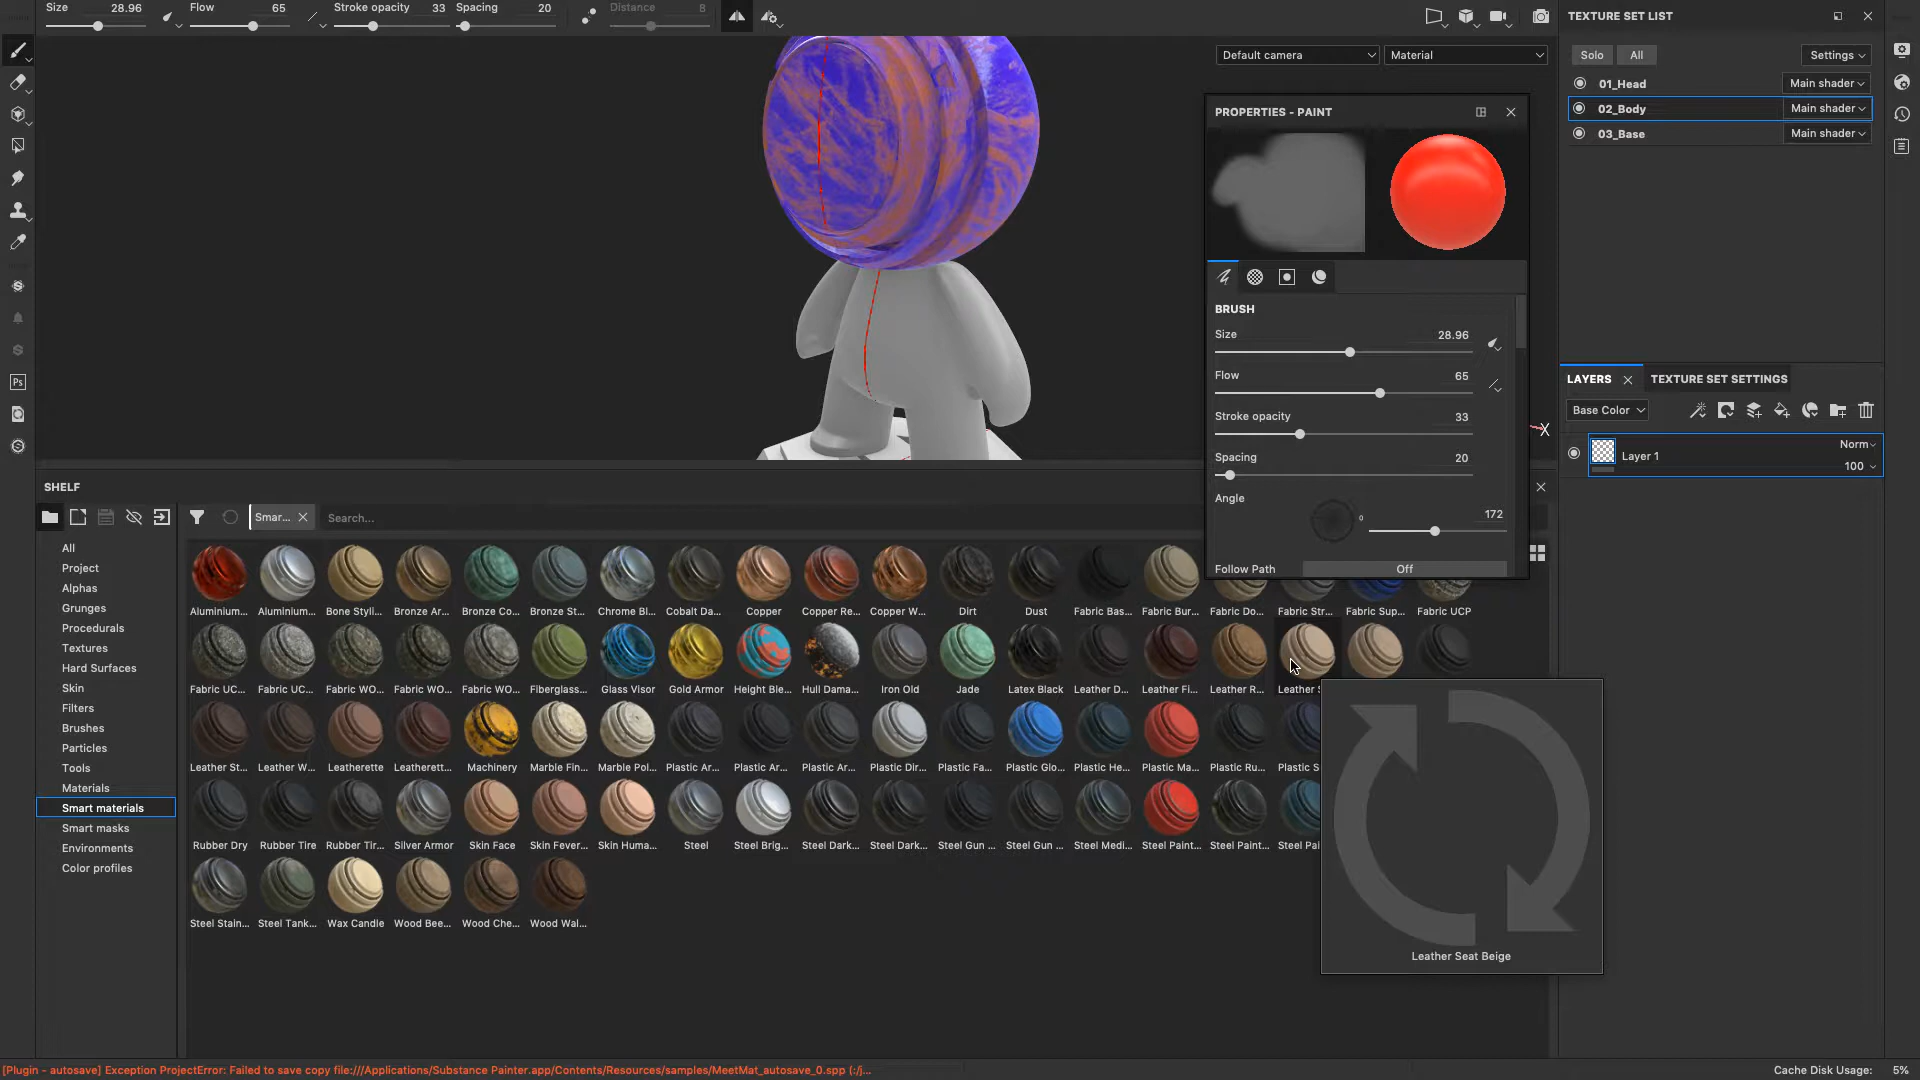 Size 28.96 Flow 65 Stroke opacity 33 Spacing 20 Distance 8
Default camera Material
PROPERTIES - PAINT
BRUSH
Size 28.96
Flow 65
Stroke opacity 33
Spacing 20
Angle
0 172
Follow Path Off
TEXTURE SET LIST
Solo All Settings
01_Head Main shader
02_Body Main shader
03_Base Main shader
LAYERS TEXTURE SET SETTINGS
Base Color
Layer 1 Norm
100
X
Ps
SHELF
Smar... Search...
All
Project
Alphas
Grunges
Procedurals
Textures
Hard Surfaces
Skin
Filters
Brushes
Particles
Tools
Materials
Smart materials
Smart masks
Environments
Color profiles
Aluminium... Aluminium... Bone Styli... Bronze Ar... Bronze Co... Bronze St... Chrome Bl... Cobalt Da... Copper Copper Re... Copper W... Dirt Dust Fabric Bas... Fabric Bur... Fabric Do... Fabric Str... Fabric Sup... Fabric UCP
Fabric UC... Fabric UC... Fabric WO... Fabric WO... Fabric WO... Fiberglass... Glass Visor Gold Armor Height Ble... Hull Dama... Iron Old Jade Latex Black Leather D... Leather Fi... Leather R... Leather S
Leather St... Leather W... Leatherette Leatherett... Machinery Marble Fin... Marble Pol... Plastic Ar... Plastic Ar... Plastic Ar... Plastic Dir... Plastic Fa... Plastic Glo... Plastic He... Plastic Ma... Plastic Ru... Plastic S
Rubber Dry Rubber Tire Rubber Tir... Silver Armor Skin Face Skin Fever... Skin Huma... Steel Steel Brig... Steel Dark... Steel Dark... Steel Gun ... Steel Gun ... Steel Medi... Steel Paint... Steel Paint... Steel Pai
Steel Stain... Steel Tank... Wax Candle Wood Bee... Wood Che... Wood Wal...
Leather Seat Beige
[Plugin - autosave] Exception ProjectError: Failed to save copy file:///Applications/Substance Painter.app/Contents/Resources/samples/MeetMat_autosave_0.spp (:/j...
Cache Disk Usage: 5%